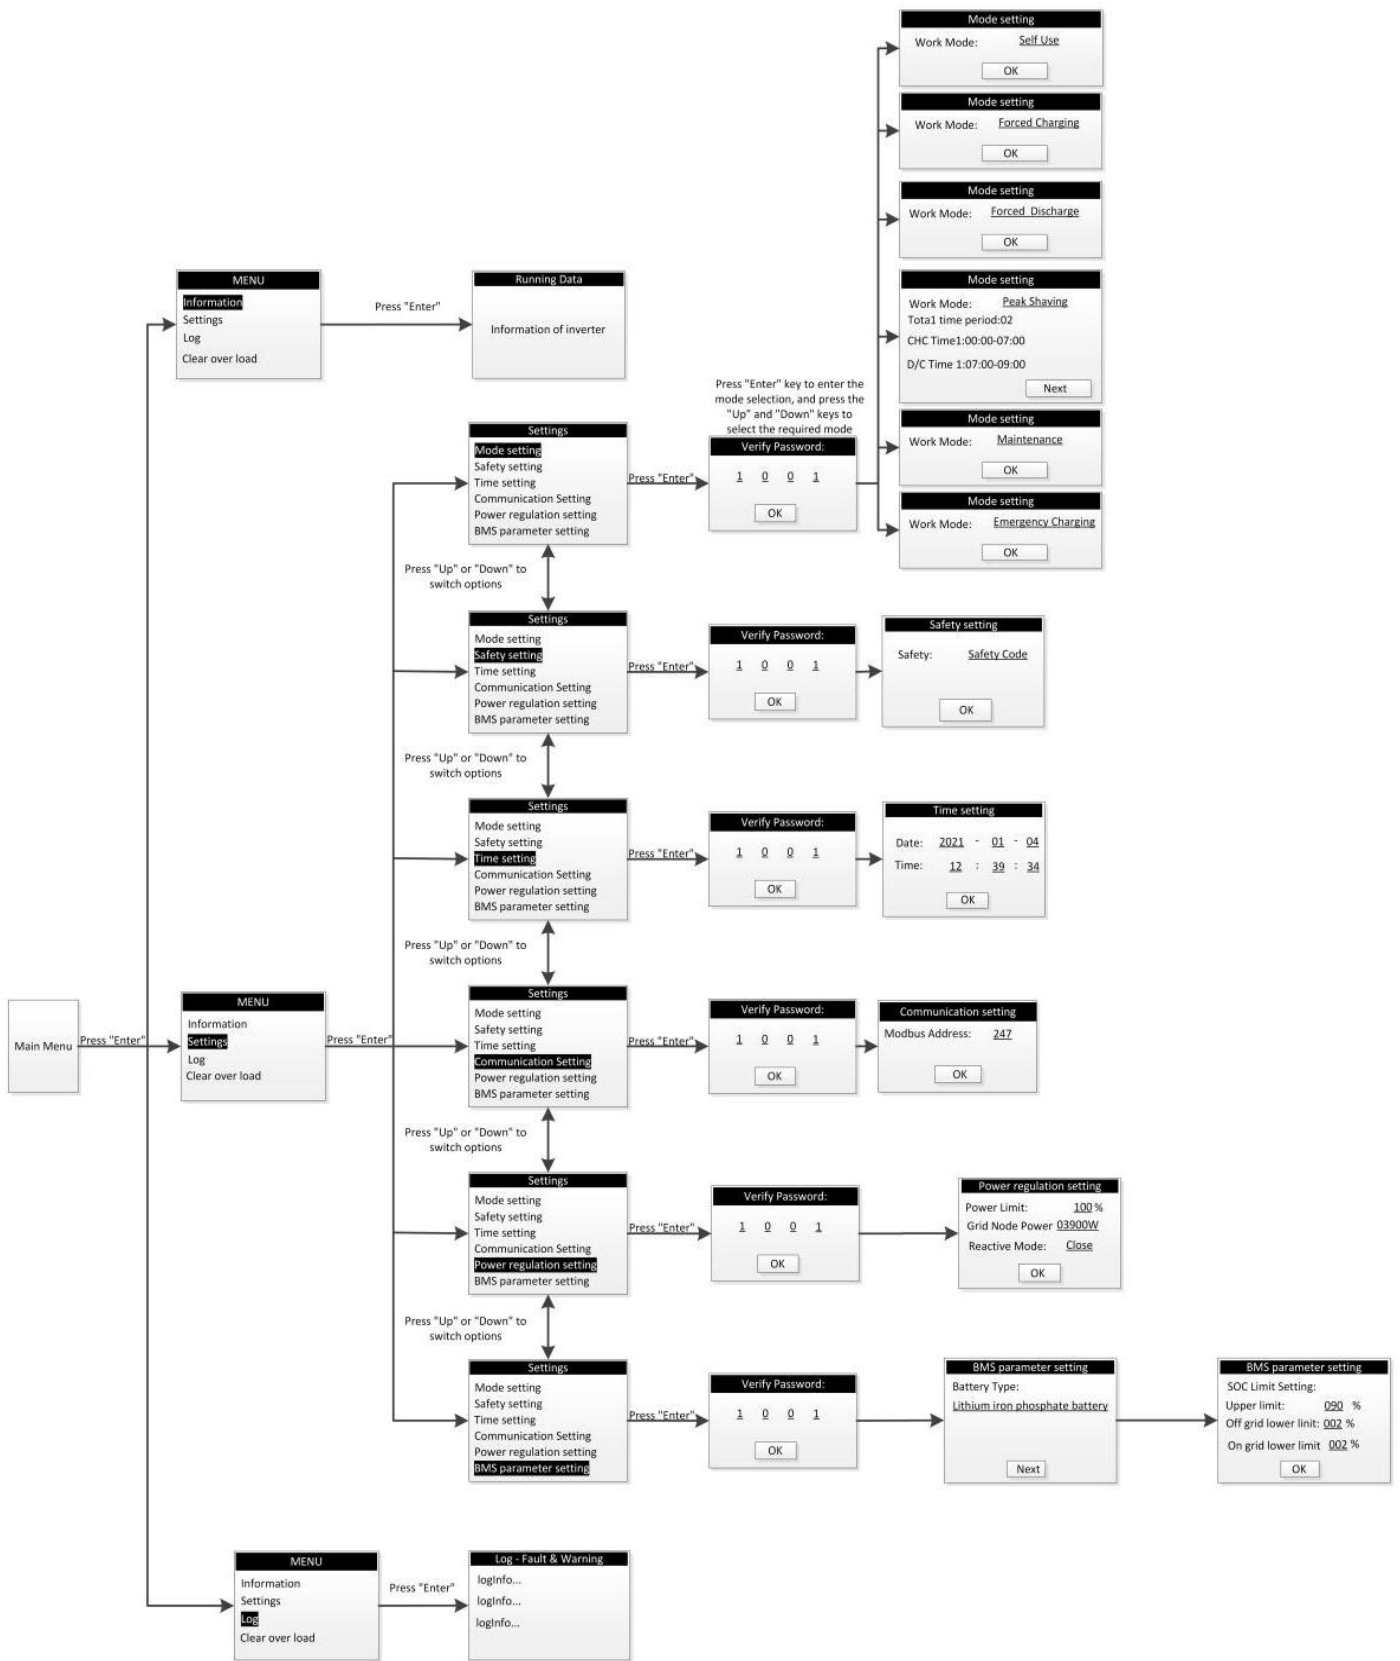 Mode setting
Work Mode: Self Use
OK
Mode setting
Work Mode: Forced Charging
OK
Mode setting
Work Mode: Forced Discharge
OK
Mode setting
Work Mode: Peak Shaving
Tota1 time period:02
CHC Time1:00:00-07:00
D/C Time 1:07:00-09:00
Next
Mode setting
Work Mode: Maintenance
OK
Mode setting
Work Mode: Emergency Charging
OK
MENU
Information
Settings
Log
Clear over load
Press "Enter"
Running Data
Information of inverter
Press "Enter" key to enter the
mode selection, and press the
"Up" and "Down" keys to
select the required mode
Settings
Mode setting
Safety setting
Time setting
Communication Setting
Power regulation setting
BMS parameter setting
Press "Enter"
Verify Password:
1 0 0 1
OK
Press "Up" or "Down" to
switch options
Settings
Mode setting
Safety setting
Time setting
Communication Setting
Power regulation setting
BMS parameter setting
Press "Enter"
Verify Password:
1 0 0 1
OK
Safety setting
Safety: Safety Code
OK
Press "Up" or "Down" to
switch options
Settings
Mode setting
Safety setting
Time setting
Communication Setting
Power regulation setting
BMS parameter setting
Press "Enter"
Verify Password:
1 0 0 1
OK
Time setting
Date: 2021 - 01 - 04
Time: 12 : 39 : 34
OK
Press "Up" or "Down" to
switch options
Main Menu
Press "Enter"
MENU
Information
Settings
Log
Clear over load
Press "Enter"
Settings
Mode setting
Safety setting
Time setting
Communication Setting
Power regulation setting
BMS parameter setting
Press "Enter"
Verify Password:
1 0 0 1
OK
Communication setting
Modbus Address: 247
OK
Press "Up" or "Down" to
switch options
Settings
Mode setting
Safety setting
Time setting
Communication Setting
Power regulation setting
BMS parameter setting
Press "Enter"
Verify Password:
1 0 0 1
OK
Power regulation setting
Power Limit: 100 %
Grid Node Power 03900W
Reactive Mode: Close
OK
Press "Up" or "Down" to
switch options
Settings
Mode setting
Safety setting
Time setting
Communication Setting
Power regulation setting
BMS parameter setting
Press "Enter"
Verify Password:
1 0 0 1
OK
BMS parameter setting
Battery Type:
Lithium iron phosphate battery
Next
BMS parameter setting
SOC Limit Setting:
Upper limit: 090 %
Off grid lower linit: 002 %
On grid lower limit 002 %
OK
MENU
Information
Settings
Log
Clear over load
Press "Enter"
Log - Fault & Warning
logInfo...
logInfo...
logInfo...